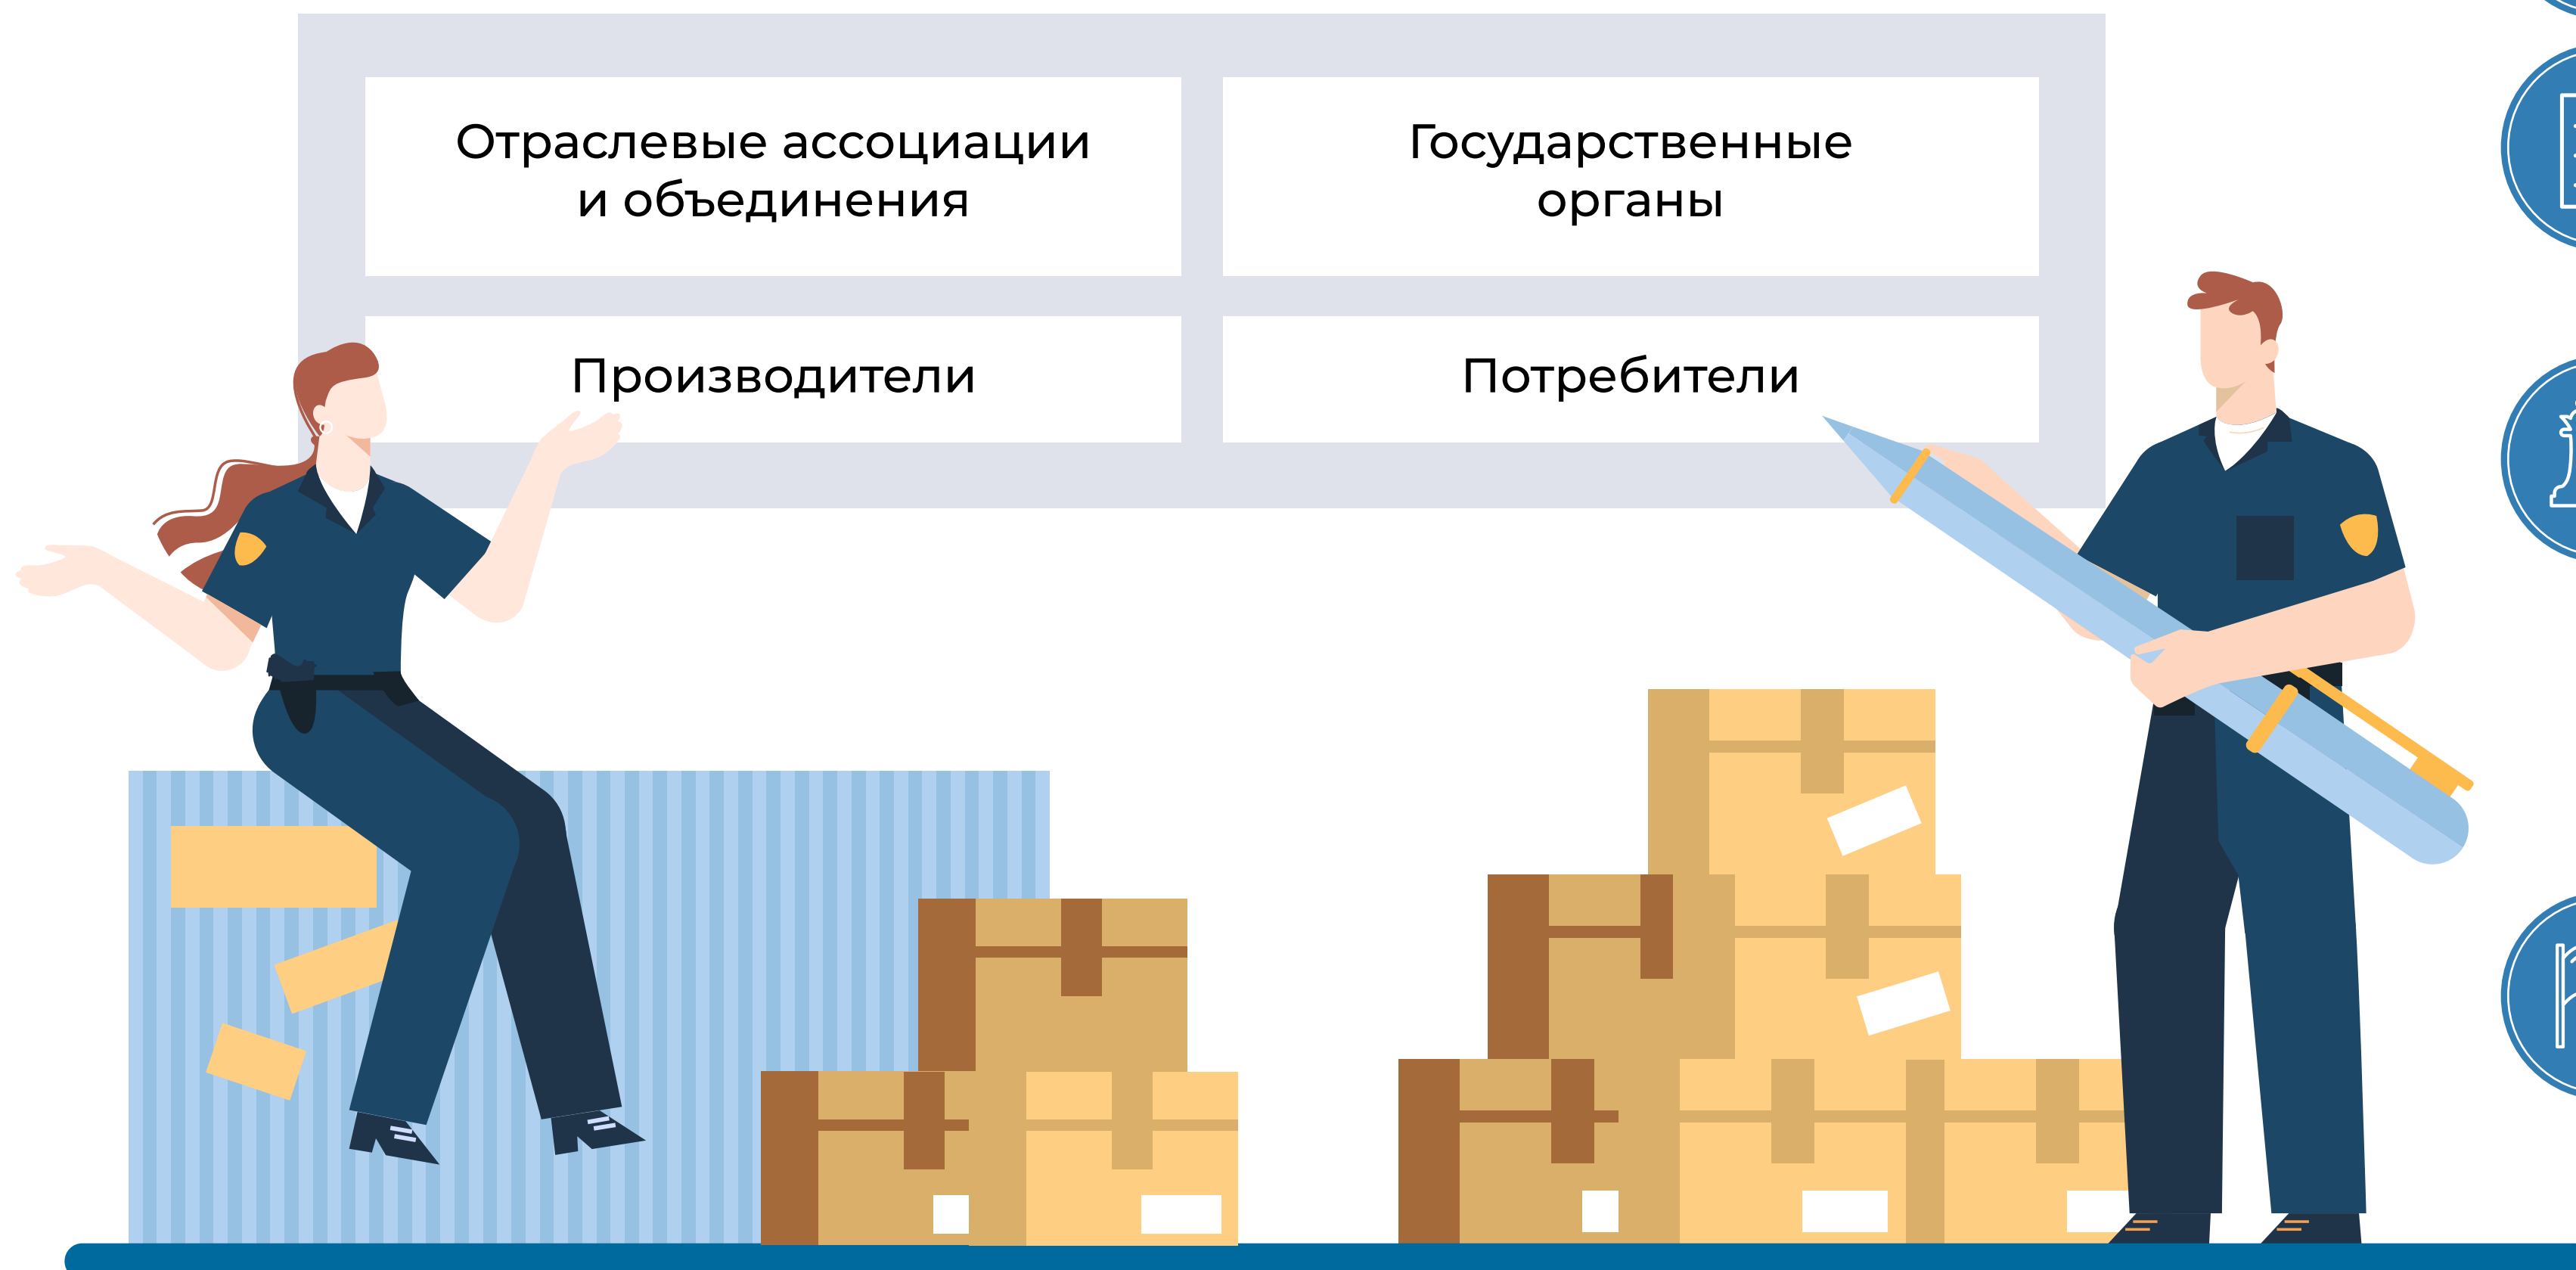 Отраслевые ассоциации
и объединения
Государственные
органы
Производители
Потребители